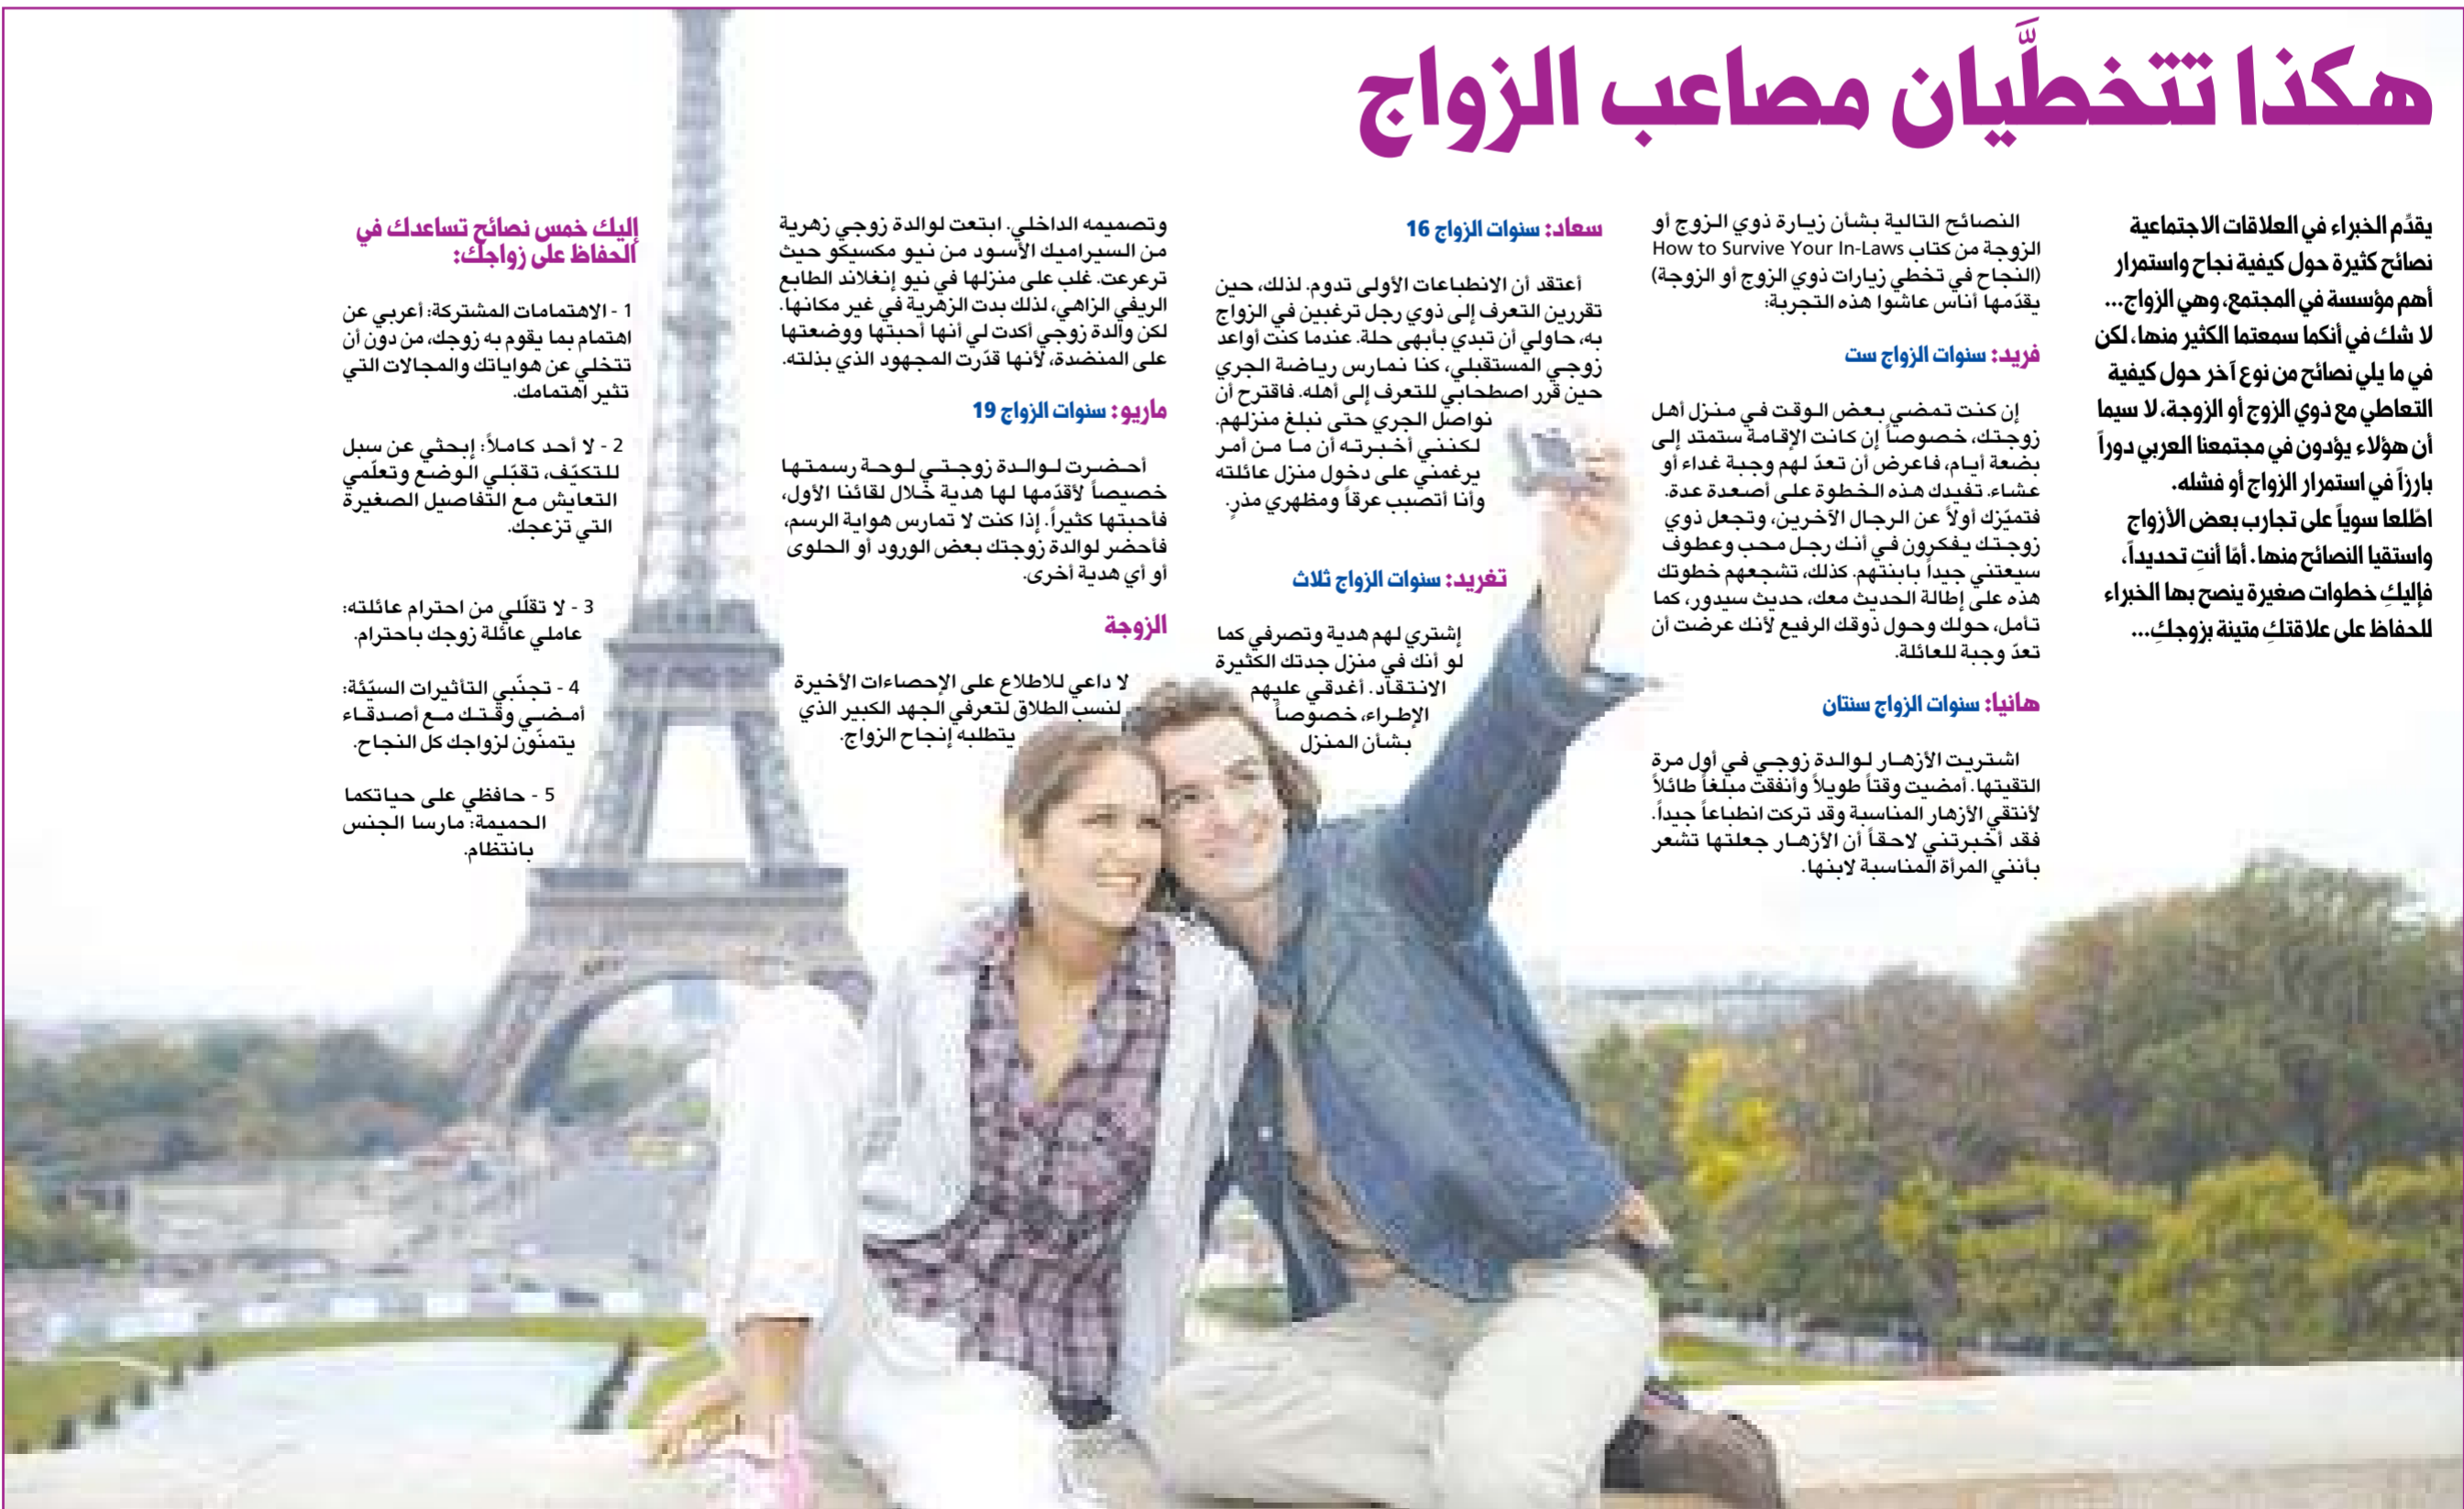 هكذا تتخطَّيان مصاعب الزواج
يقدِّم الخبراء في العلاقات الاجتماعية
نصائح كثيرة حول كيفية نجاح واستمرار
أهم مؤسسة في المجتمع، وهي الزواج...
لا شك في أنكما سمعتما الكثير منها، لكن
في ما يلي نصائح من نوع آخر حول كيفية
التعاطي مع ذوي الزوج أو الزوجة، لا سيما
أن هؤلاء يؤدون في مجتمعنا العربي دوراً
بارزاً في استمرار الزواج أو فشله.
اطّلعا سوياً على تجارب بعض الأزواج
واستقيا النصائح منها. أمّا أنتِ تحديداً،
فإليكِ خطوات صغيرة ينصح بها الخبراء
للحفاظ على علاقتكِ متينة بزوجكِ...
النصائح التالية بشأن زيارة ذوي الزوج أو
الزوجة من كتاب How to Survive Your In-Laws
(النجاح في تخطي زيارات ذوي الزوج أو الزوجة)
يقدّمها أناس عاشوا هذه التجربة:
فريد: سنوات الزواج ست
إن كنت تمضي بعض الوقت في منزل أهل
زوجتك، خصوصاً إن كانت الإقامة ستمتد إلى
بضعة أيام، فاعرض أن تعدّ لهم وجبة غداء أو
عشاء. تفيدك هذه الخطوة على أصعدة عدة.
فتميّزك أولاً عن الرجال الآخرين، وتجعل ذوي
زوجتك يفكرون في أنك رجل محب وعطوف
سيعتني جيداً بابنتهم. كذلك، تشجعهم خطوتك
هذه على إطالة الحديث معك، حديث سيدور، كما
تأمل، حولك وحول ذوقك الرفيع لأنك عرضت أن
تعدّ وجبة للعائلة.
هانيا: سنوات الزواج سنتان
اشتريت الأزهار لوالدة زوجي في أول مرة
التقيتها. أمضيت وقتاً طويلاً وأنفقت مبلغاً طائلاً
لأنتقي الأزهار المناسبة وقد تركت انطباعاً جيداً.
فقد أخبرتني لاحقاً أن الأزهار جعلتها تشعر
بأنني المرأة المناسبة لابنها.
سعاد: سنوات الزواج 16
أعتقد أن الانطباعات الأولى تدوم. لذلك، حين
تقررين التعرف إلى ذوي رجل ترغبين في الزواج
به، حاولي أن تبدي بأبهى حلة. عندما كنت أواعد
زوجي المستقبلي، كنا نمارس رياضة الجري
حين قرر اصطحابي للتعرف إلى أهله. فاقترح أن
نواصل الجري حتى نبلغ منزلهم.
لكنني أخبرته أن ما من أمر
يرغمني على دخول منزل عائلته
وأنا أتصبب عرقاً ومظهري مذرٍ.
تغريد: سنوات الزواج ثلاث
إشتري لهم هدية وتصرفي كما
لو أنك في منزل جدتك الكثيرة
الانتقاد. أغدقي عليهم
الإطراء، خصوصاً
بشأن المنزل
وتصميمه الداخلي. ابتعت لوالدة زوجي زهرية
من السيراميك الأسود من نيو مكسيكو حيث
ترعرعت. غلب على منزلها في نيو إنغلاند الطابع
الريفي الزاهي، لذلك بدت الزهرية في غير مكانها.
لكن والدة زوجي أكدت لي أنها أحبتها ووضعتها
على المنضدة، لأنها قدّرت المجهود الذي بذلته.
ماريو: سنوات الزواج 19
أحضرت لوالدة زوجتي لوحة رسمتها
خصيصاً لأقدّمها لها هدية خلال لقائنا الأول،
فأحبتها كثيراً. إذا كنت لا تمارس هواية الرسم،
فأحضر لوالدة زوجتك بعض الورود أو الحلوى
أو أي هدية أخرى.
الزوجة
لا داعي للاطلاع على الإحصاءات الأخيرة
لنسب الطلاق لتعرفي الجهد الكبير الذي
يتطلبه إنجاح الزواج.
إليك خمس نصائح تساعدك في
الحفاظ على زواجك:
1 - الاهتمامات المشتركة: أعربي عن
اهتمام بما يقوم به زوجك، من دون أن
تتخلي عن هواياتك والمجالات التي
تثير اهتمامك.
2 - لا أحد كاملاً: إبحثي عن سبل
للتكيّف، تقبّلي الوضع وتعلّمي
التعايش مع التفاصيل الصغيرة
التي تزعجك.
3 - لا تقلّلي من احترام عائلته:
عاملي عائلة زوجك باحترام.
4 - تجنّبي التأثيرات السيّئة:
أمضي وقتك مع أصدقاء
يتمنّون لزواجك كل النجاح.
5 - حافظي على حياتكما
الحميمة: مارسا الجنس
بانتظام.